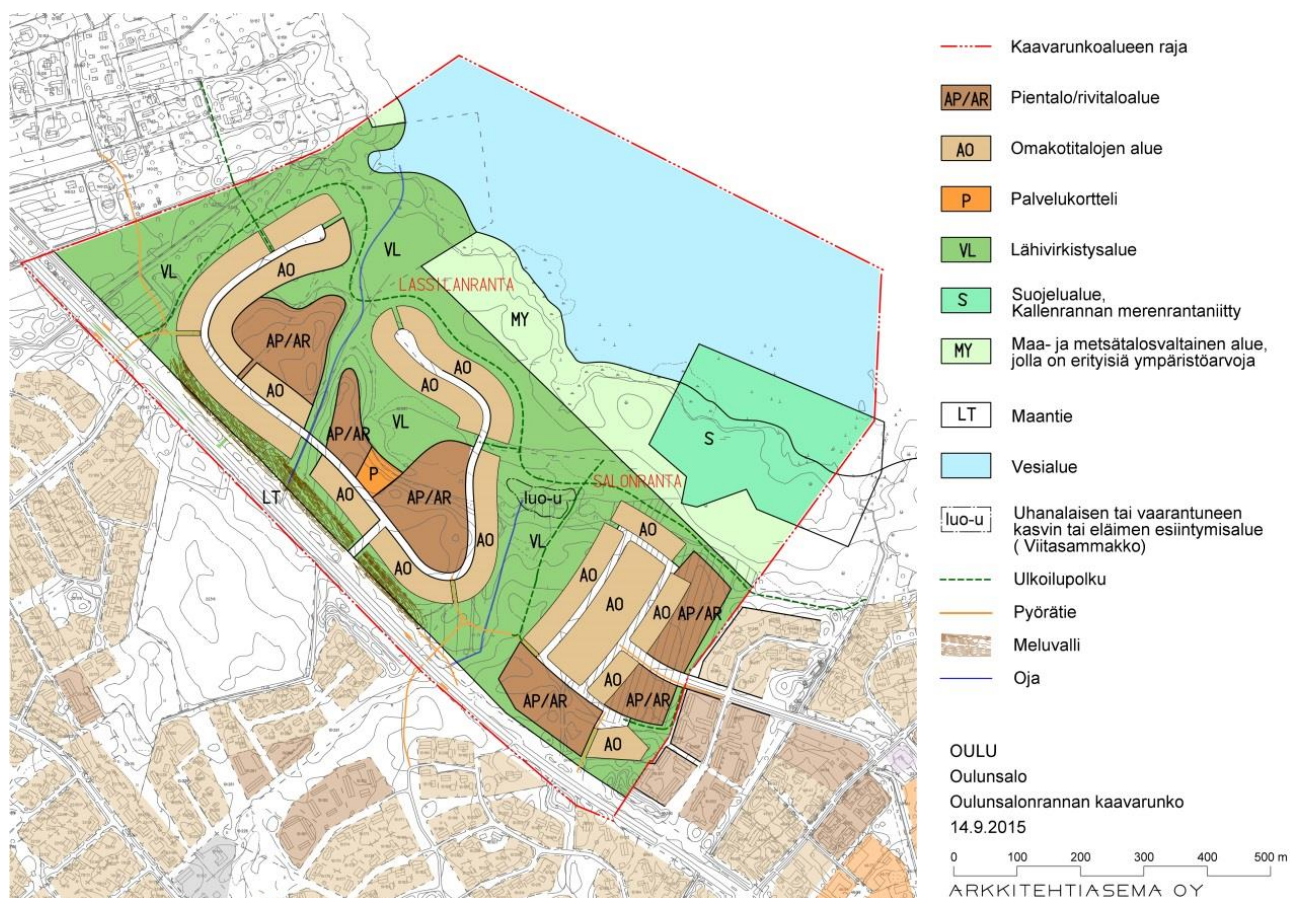 VL
AO
VL
LASSILANRANTA
MY
AP/AR
AO
AO
AO
AP/AR
VL
S
P
SALONRANTA
LT
AO
AP/AR
luo-u
AO
VL
AO
AO
AO
AO
AO
AP/AR
AO
AP/AR
AP/AR
AO
Kaavarunkoalueen raja
AP/AR Pientalo/rivitaloalue
AO Omakotitalojen alue
P Palvelukortteli
VL Lähivirkistysalue
S Suojelualue,
Kallenrannan merenrantaniitty
MY Maa- ja metsätalosvaltainen alue,
jolla on erityisiä ympäristöarvoja
LT Maantie
Vesialue
luo-u Uhanalaisen tai vaarantuneen
kasvin tai eläimen esiintymisalue
( Viitasammakko)
Ulkoilupolku
Pyörätie
Meluvalli
Oja
OULU
Oulunsalo
Oulunsalonrannan kaavarunko
14.9.2015
0 100 200 300 400 500 m
ARKKITEHTIASEMA OY